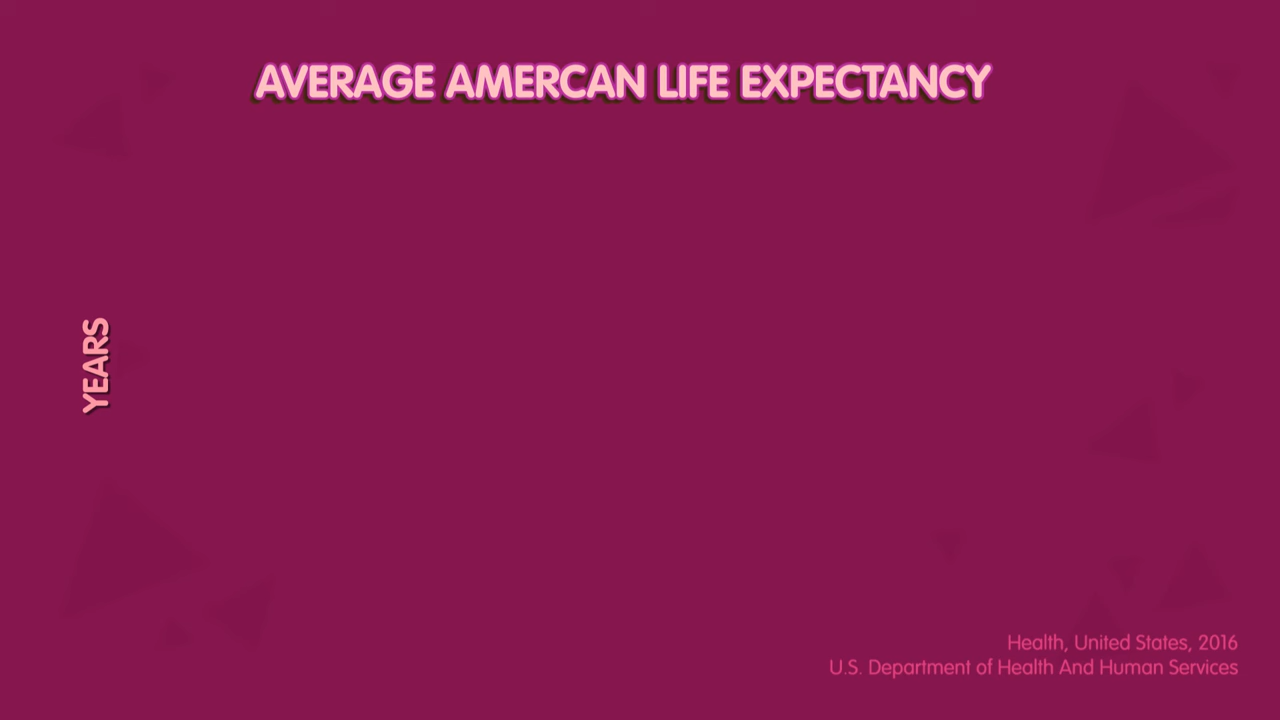 AVERAGE AMERCAN LIFE EXPECTANCY
YEARS
Health, United States, 2016
U.S. Department of Health And Human Services